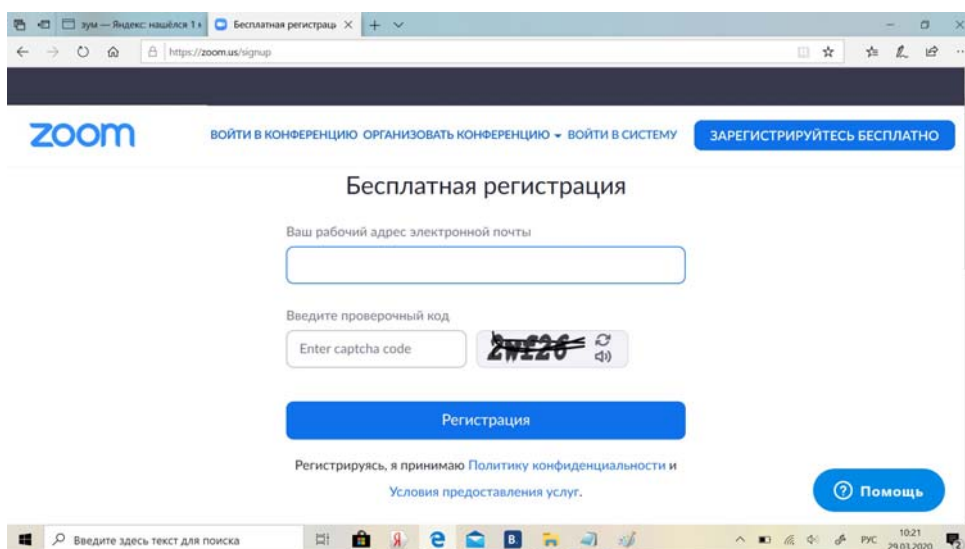 зум — Яндекс: нашёлся 1
Бесплатная регистрац
https://zoom.us/signup
zoom
ВОЙТИ В КОНФЕРЕНЦИЮ ОРГАНИЗОВАТЬ КОНФЕРЕНЦИЮ ВОЙТИ В СИСТЕМУ ЗАРЕГИСТРИРУЙТЕСЬ БЕСПЛАТНО
Бесплатная регистрация
Ваш рабочий адрес электронной почты
Введите проверочный код
Enter captcha code
Регистрация
Регистрируясь, я принимаю Политику конфиденциальности и
Условия предоставления услуг.
Помощь
Введите здесь текст для поиска
РУС
10:21
29.03.2020